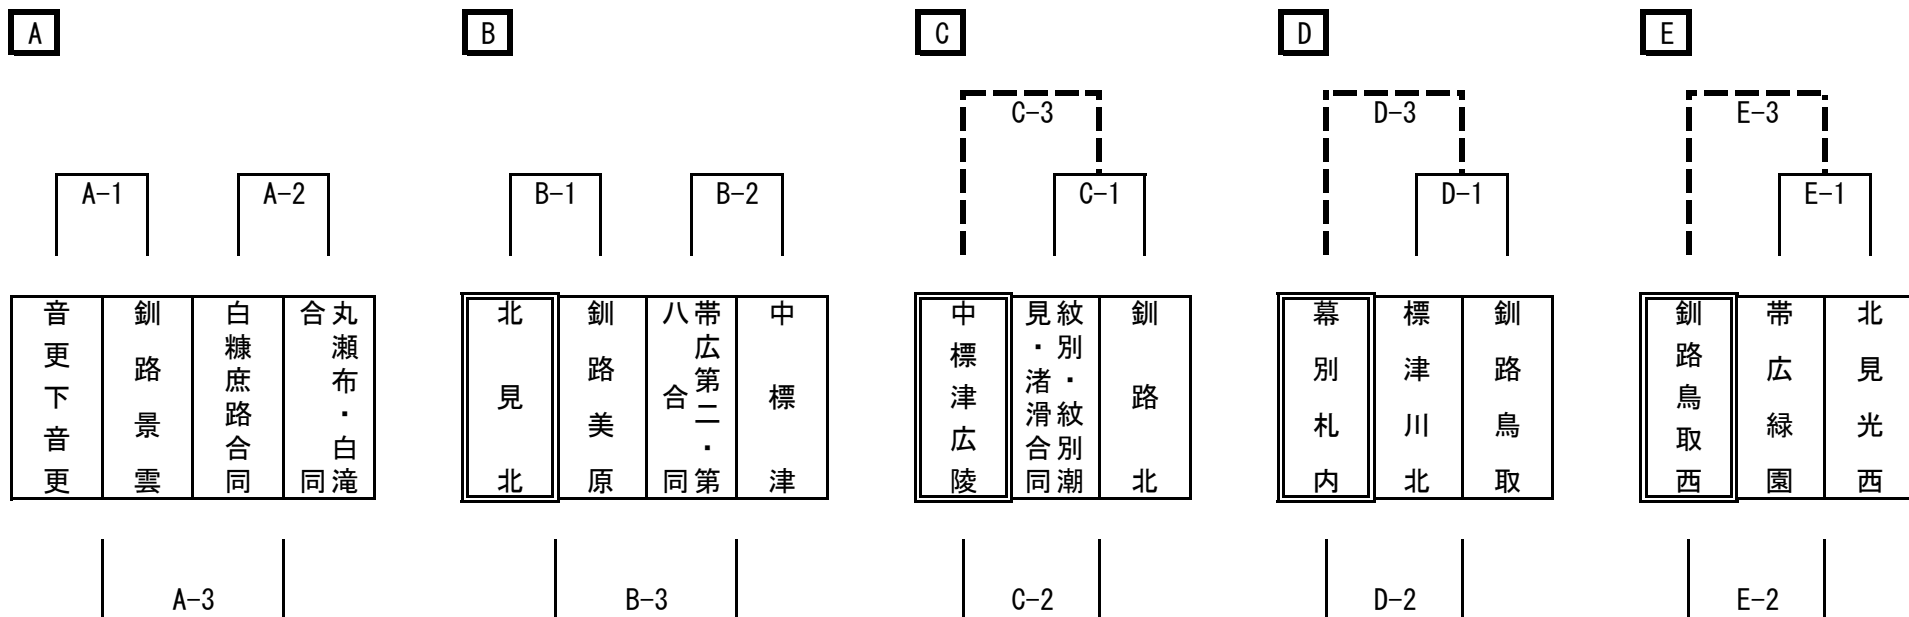 A
B
C
D
E
C-3
D-3
E-3
A-1
A-2
B-1
B-2
C-1
D-1
E-1
音更下音更
釧路景雲
白糠庶路合同
丸瀬布・白滝
合同
北見北
釧路美原
帯広第二・第
八合同
中標津
中標津広陵
紋別・紋別潮
見・渚滑合同
釧路北
幕別札内
標津川北
釧路鳥取
釧路鳥取西
帯広緑園
北見光西
A-3
B-3
C-2
D-2
E-2